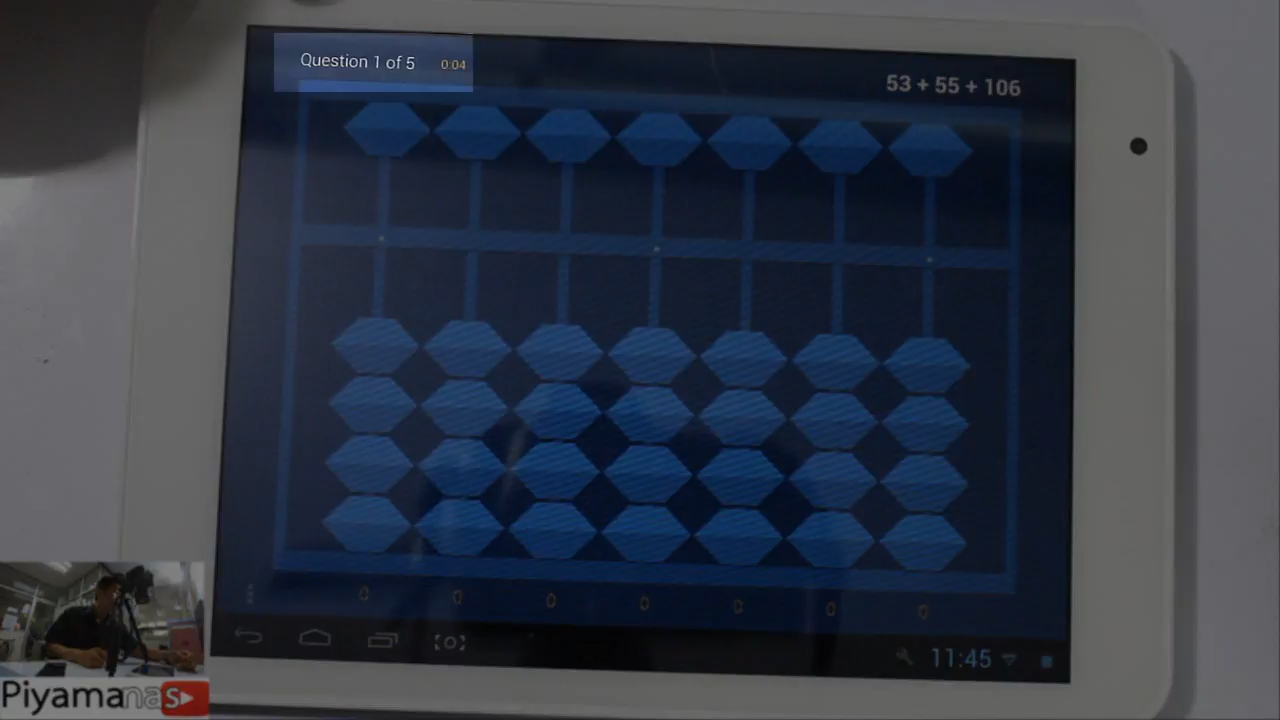 Question 1 of 5 0:04
53 + 55 + 106
0 0 0 0 0 0 0
11:45
Piyamanas